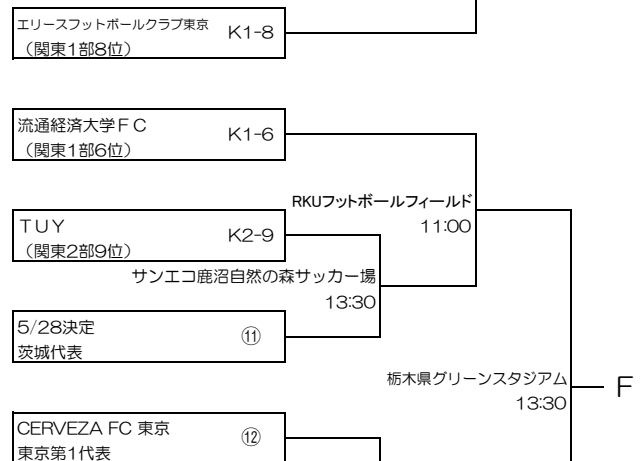 エリースフットボールクラブ東京
（関東1部8位）
K1-8
流通経済大学ＦＣ
（関東1部6位）
K1-6
RKUフットボールフィールド
11:00
ＴＵＹ
（関東2部9位）
K2-9
サンエコ鹿沼自然の森サッカー場
13:30
5/28決定
茨城代表
⑪
栃木県グリーンスタジアム
13:30
F
CERVEZA FC 東京
東京第1代表
⑫